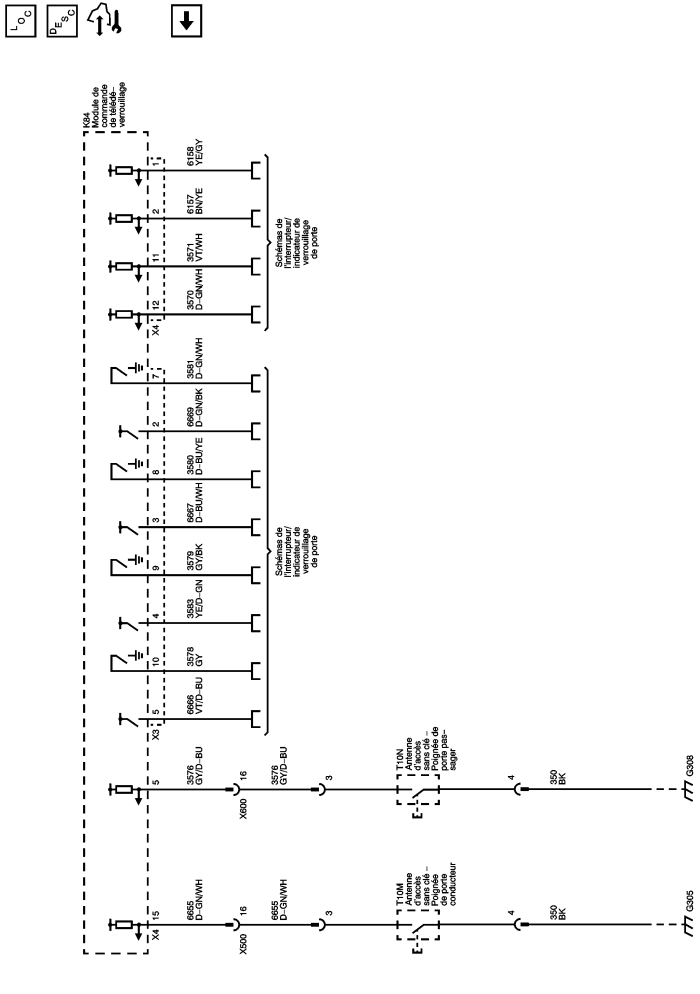 L O C
D E S C
K84
Module de
commande
de télédé–
verrouillage
1
6158
YE/GY
2
6157
BN/YE
11
3571
VT/WH
12
3570
D–GN/WH
X4
Schémas de
l'interrupteur/
indicateur de
verrouillage
de porte
7
3581
D–GN/WH
2
6669
D–GN/BK
8
3580
D–BU/YE
3
6667
D–BU/WH
9
3579
GY/BK
4
3583
YE/D–GN
10
3578
GY
5
6666
VT/D–BU
X3
Schémas de
l'interrupteur/
indicateur de
verrouillage
de porte
5
3576
GY/D–BU
16
X600
3576
GY/D–BU
3
T10N
Antenne
d'accès
sans clé –
Poignée de
porte pas–
sager
4
350
BK
G308
15
X4
6655
D–GN/WH
16
X500
6655
D–GN/WH
3
T10M
Antenne
d'accès
sans clé –
Poignée
de porte
conducteur
4
350
BK
G305